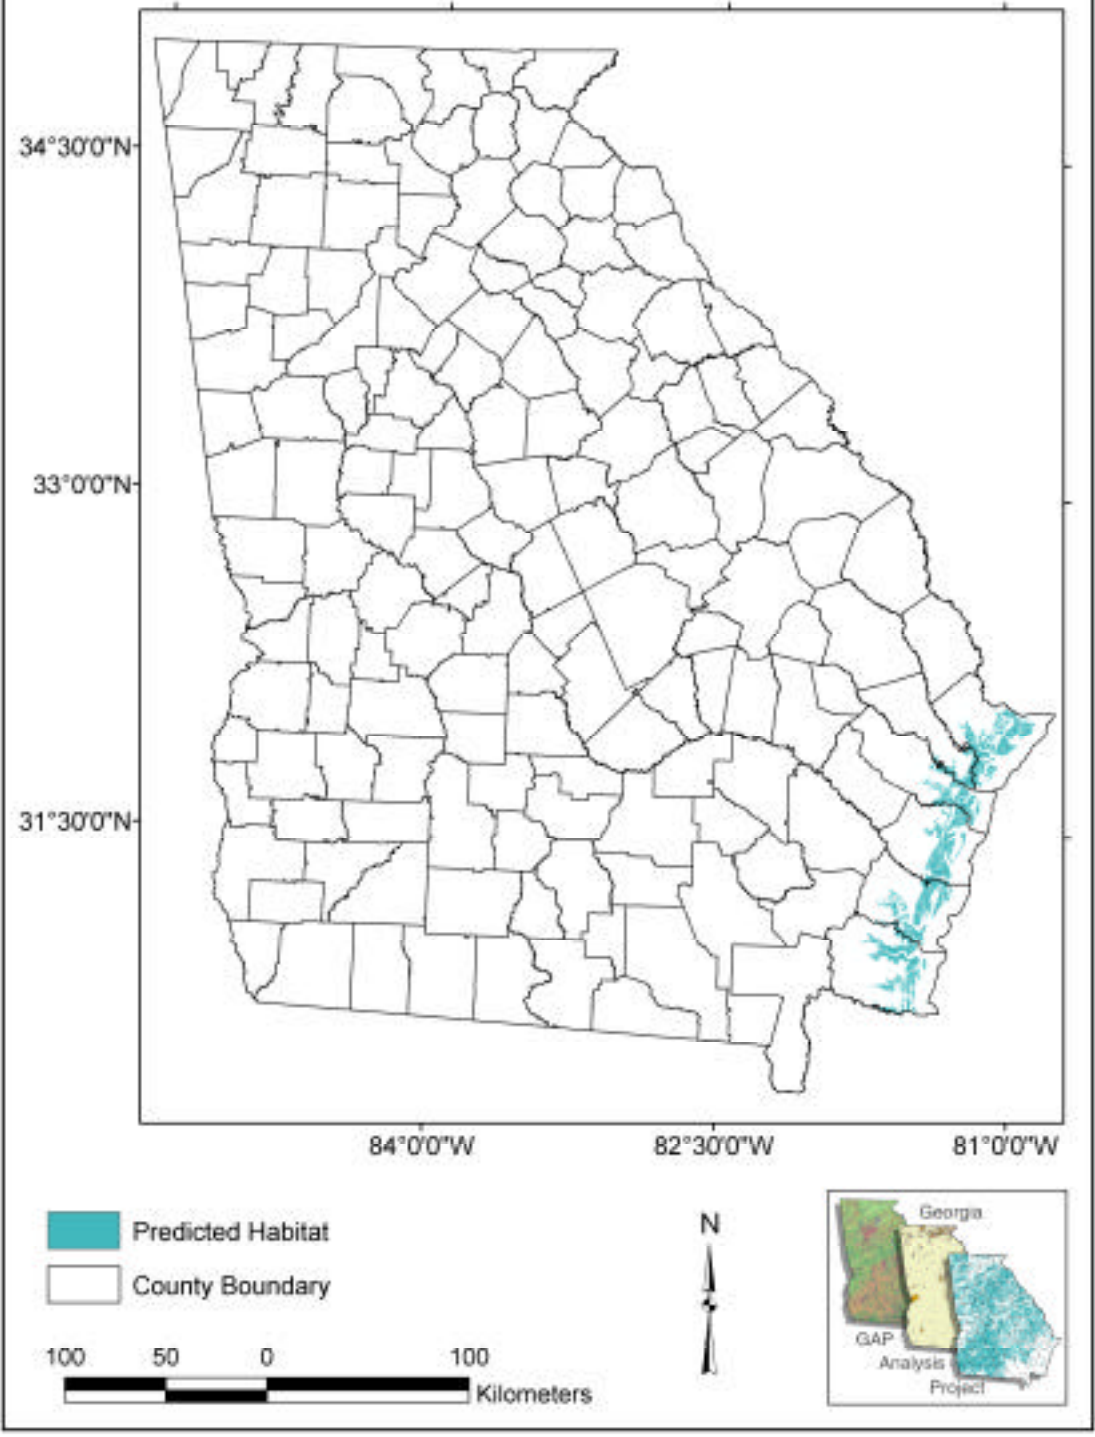 34°30'0"N
33°0'0"N
31°30'0"N
84°0'0"W 82°30'0"W 81°0'0"W
Predicted Habitat
County Boundary
100 50 0 100
Kilometers
N
Georgia
GAP
Analysis
Project